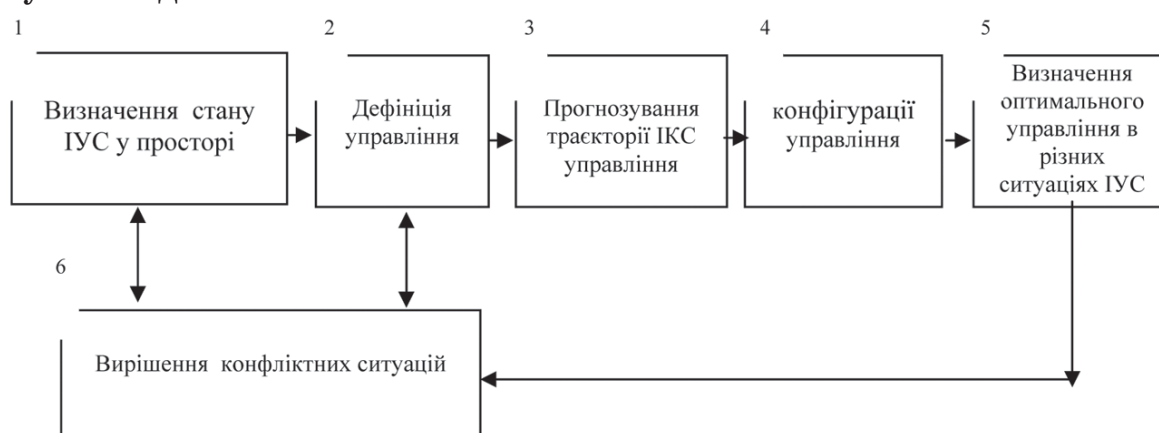 1
2
3
4
5
Визначення стану
ІУС у просторі
Дефініція
управління
Прогнозування
траєкторії ІКС
управління
конфігурації
управління
Визначення
оптимального
управління в
різних
ситуаціях ІУС
6
Вирішення конфліктних ситуацій